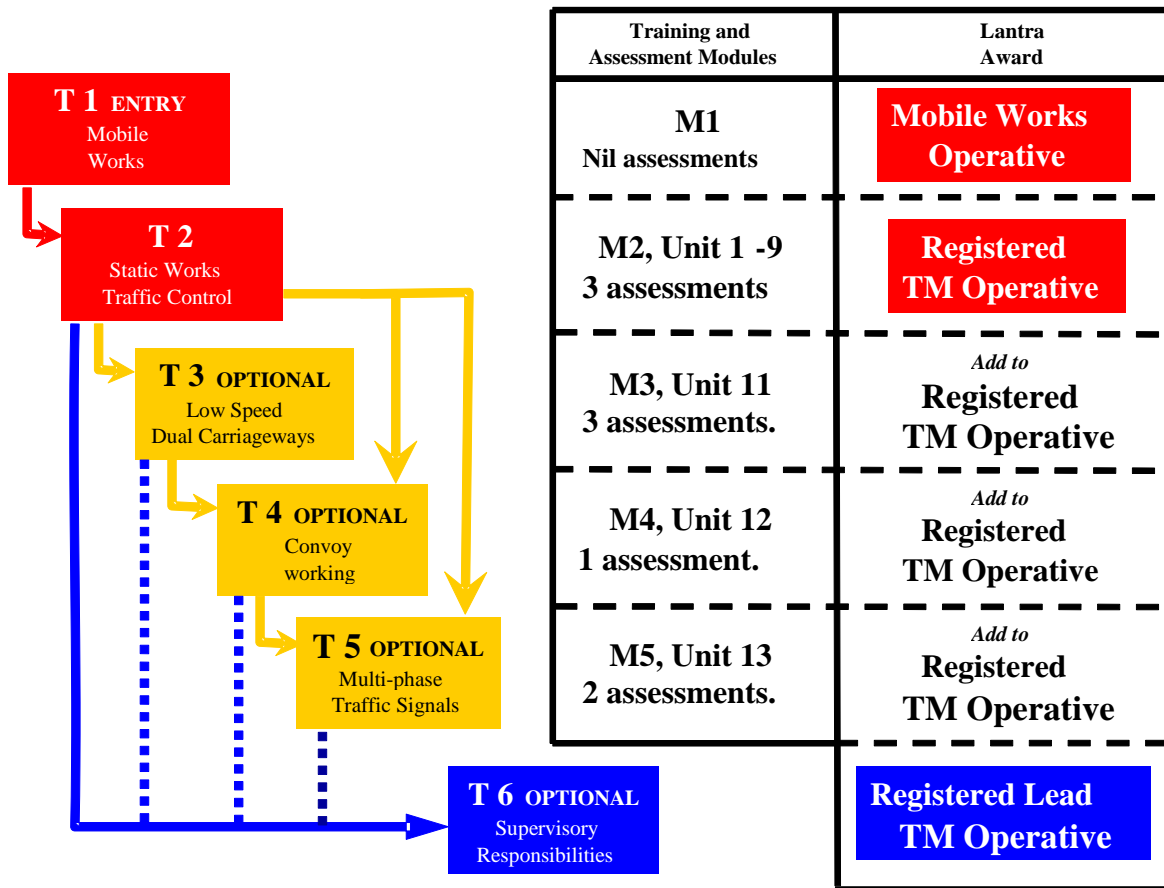 Training and
Assessment Modules
Lantra
Award
T 1 ENTRY
Mobile
Works
M1
Nil assessments
Mobile Works
Operative
T 2
Static Works
Traffic Control
M2, Unit 1 -9
3 assessments
Registered
TM Operative
T 3 OPTIONAL
Low Speed
Dual Carriageways
M3, Unit 11
3 assessments.
Add to
Registered
TM Operative
T 4 OPTIONAL
Convoy
working
M4, Unit 12
1 assessment.
Add to
Registered
TM Operative
T 5 OPTIONAL
Multi-phase
Traffic Signals
M5, Unit 13
2 assessments.
Add to
Registered
TM Operative
T 6 OPTIONAL
Supervisory
Responsibilities
Registered Lead
TM Operative